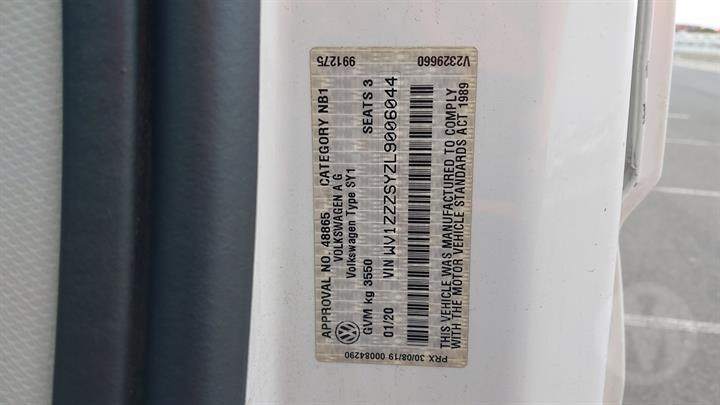 991275 V2329660
APPROVAL NO. 48865 CATEGORY NB1
VOLKSWAGEN A G
Volkswagen Type SY1
GVM kg 3550 SEATS 3
01/20 VIN WV1ZZZSYZL9006044
THIS VEHICLE WAS MANUFACTURED TO COMPLY
WITH THE MOTOR VEHICLE STANDARDS ACT 1989
PRX 30/08/19 00084290